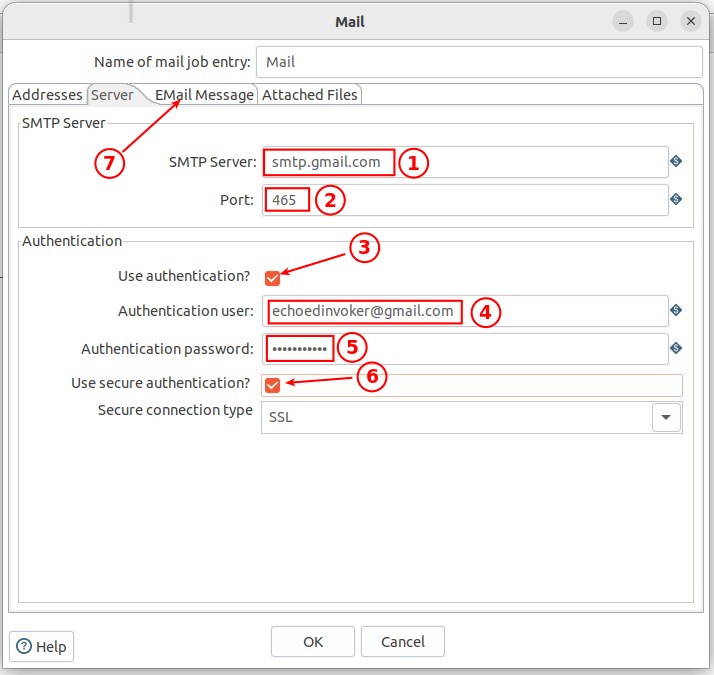 Mail
Name of mail job entry: Mail
Addresses Server EMail Message Attached Files
SMTP Server
7 SMTP Server: smtp.gmail.com 1
Port: 465 2
Authentication
3
Use authentication?
Authentication user: echoedinvoker@gmail.com 4
Authentication password: ••••••••••• 5
Use secure authentication? 6
Secure connection type SSL
Help OK Cancel